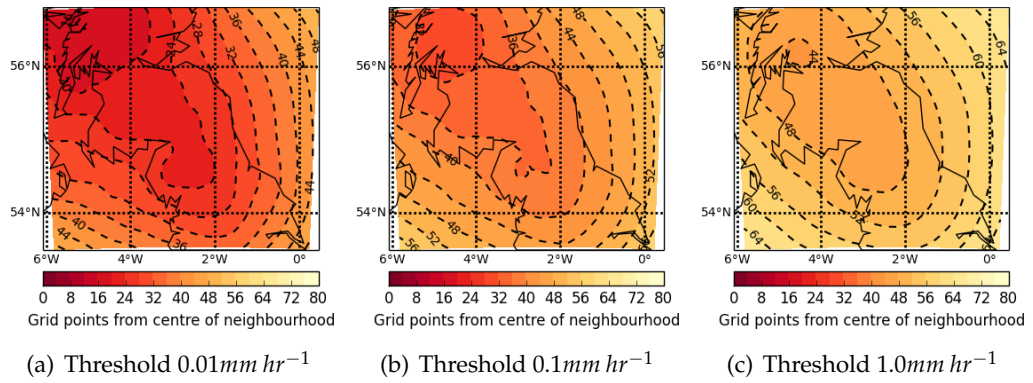 28 36 48
24 28 32 36 40 44
56°N
44
54°N
40 44 36
6°W 4° 2° 0°
0 8 16 24 32 40 48 56 64 72 80
Grid points from centre of neighbourhood
(a) Threshold 0.01mm hr⁻¹
48 56
36 44
56°N
40
52
54°N
48 52 56
6°W 4° 2° 0°
0 8 16 24 32 40 48 56 64 72 80
Grid points from centre of neighbourhood
(b) Threshold 0.1mm hr⁻¹
56 64
44 60
56°N
48
54°N
56 52 60 64
6°W 4° 2° 0°
0 8 16 24 32 40 48 56 64 72 80
Grid points from centre of neighbourhood
(c) Threshold 1.0mm hr⁻¹